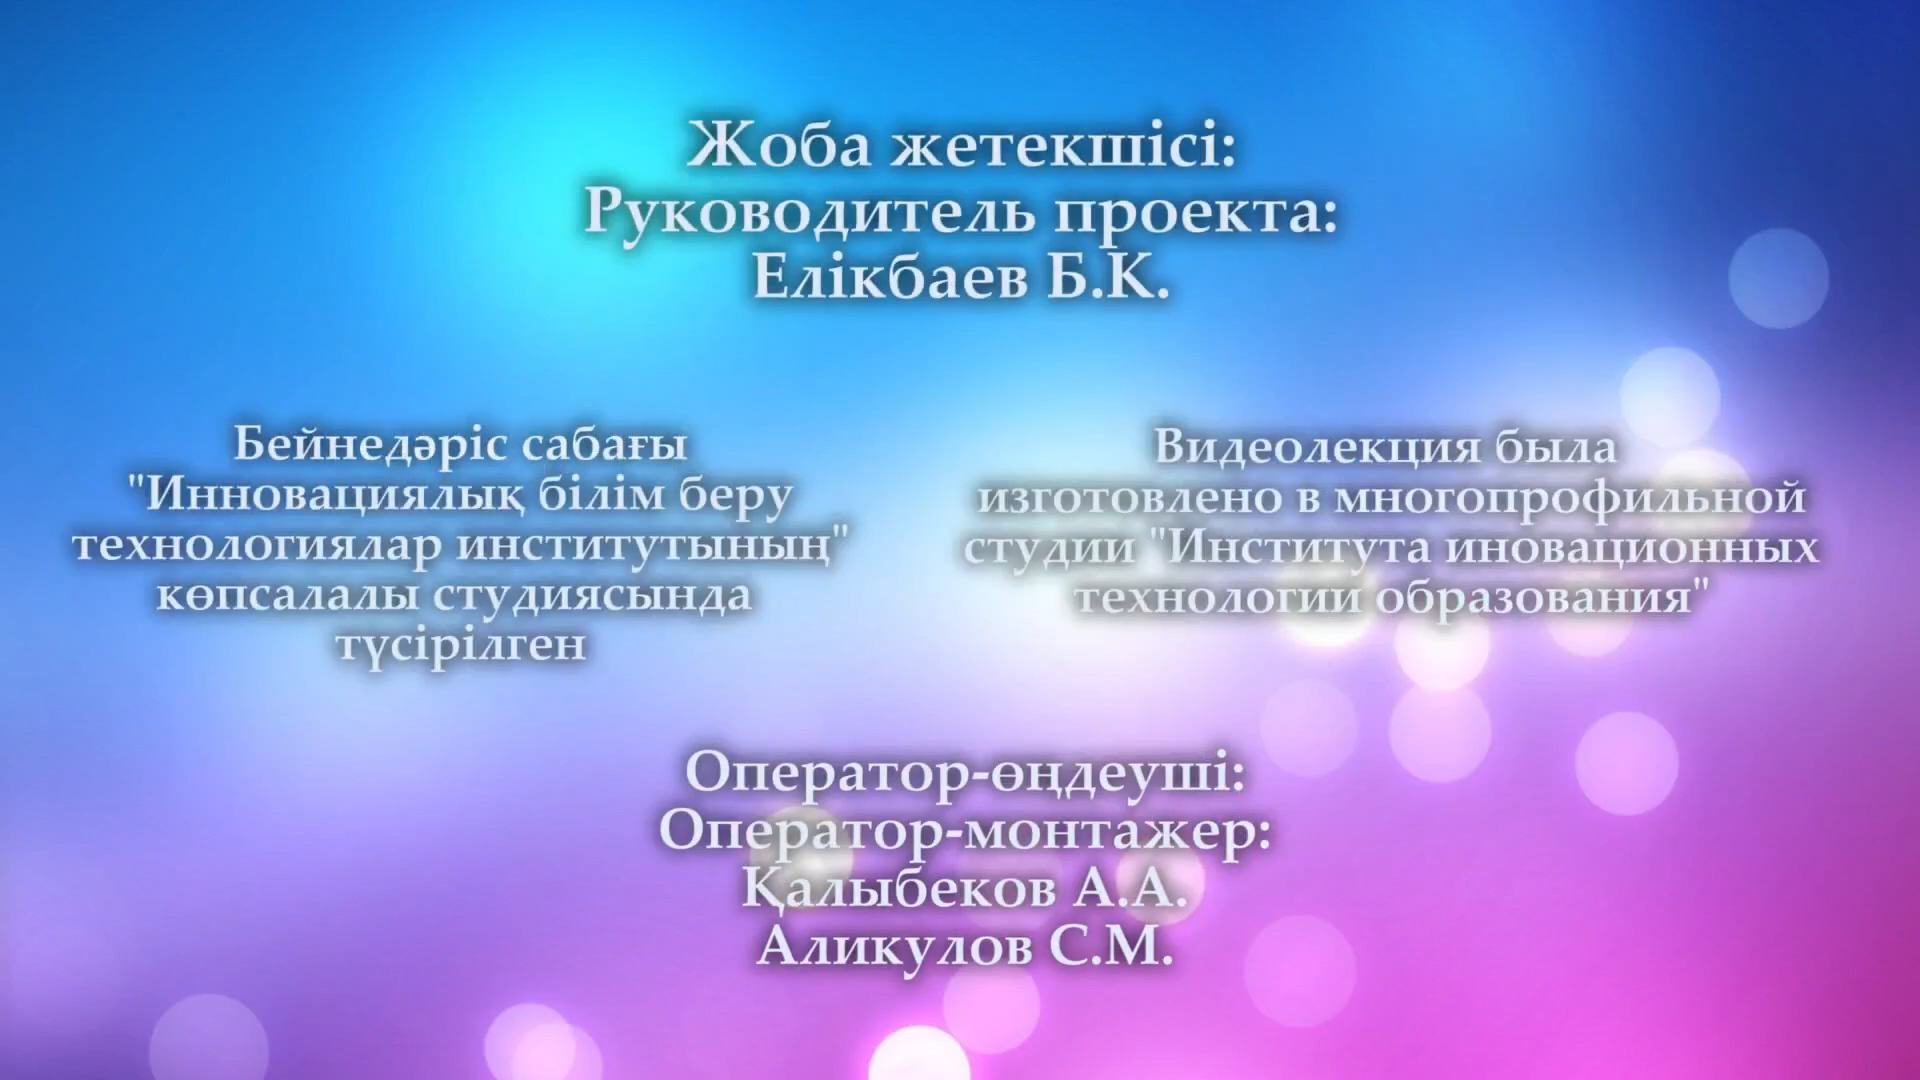 Жоба жетекшісі:
Руководитель проекта:
Елікбаев Б.К.
Бейнедәріс сабағы
"Инновациялық білім беру
технологиялар институтының"
көпсалалы студиясында
түсірілген
Видеолекция была
изготовлено в многопрофильной
студии "Института иновационных
технологии образования"
Оператор-өңдеуші:
Оператор-монтажер:
Қалыбеков А.А.
Аликулов С.М.